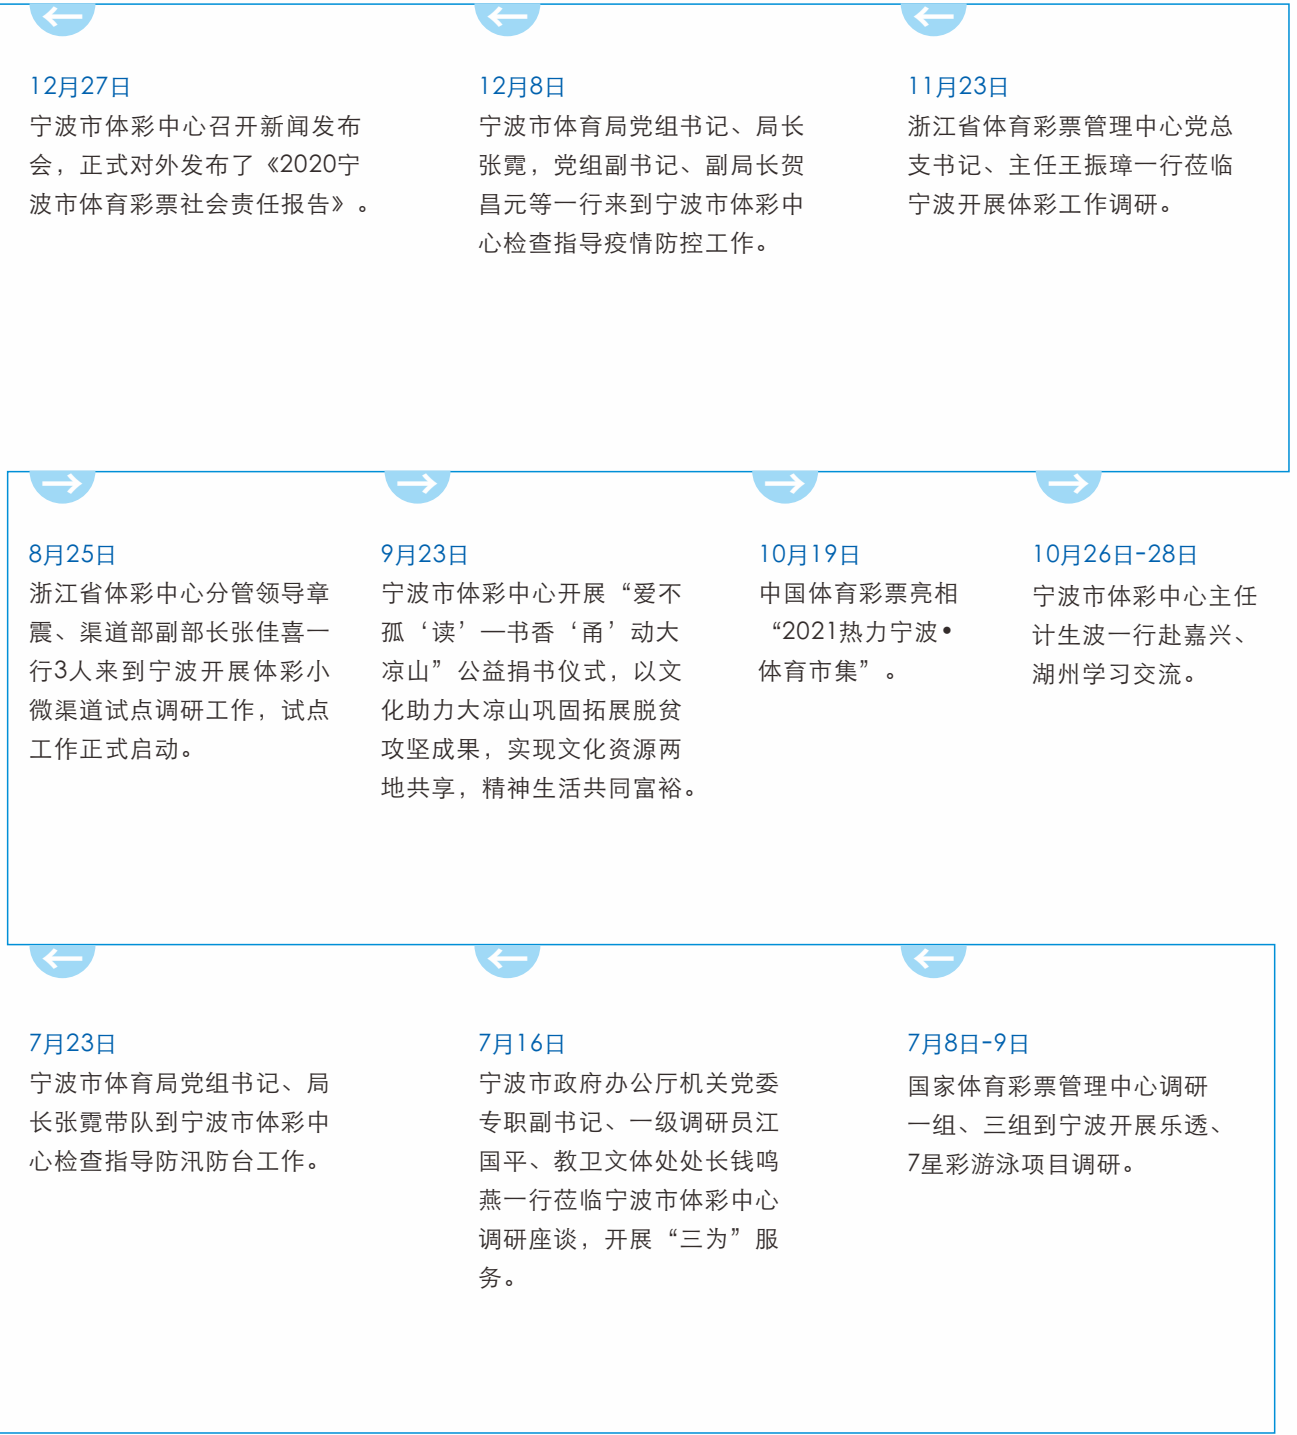 12月27日
宁波市体彩中心召开新闻发布
会，正式对外发布了《2020宁
波市体育彩票社会责任报告》。
12月8日
宁波市体育局党组书记、局长
张霓，党组副书记、副局长贺
昌元等一行来到宁波市体彩中
心检查指导疫情防控工作。
11月23日
浙江省体育彩票管理中心党总
支书记、主任王振璋一行莅临
宁波开展体彩工作调研。
8月25日
浙江省体彩中心分管领导章
震、渠道部副部长张佳喜一
行3人来到宁波开展体彩小
微渠道试点调研工作，试点
工作正式启动。
9月23日
宁波市体彩中心开展“爱不
孤‘读’—书香‘甬’动大
凉山”公益捐书仪式，以文
化助力大凉山巩固拓展脱贫
攻坚成果，实现文化资源两
地共享，精神生活共同富裕。
10月19日
中国体育彩票亮相
“2021热力宁波•
体育市集”。
10月26日-28日
宁波市体彩中心主任
计生波一行赴嘉兴、
湖州学习交流。
7月23日
宁波市体育局党组书记、局
长张霓带队到宁波市体彩中
心检查指导防汛防台工作。
7月16日
宁波市政府办公厅机关党委
专职副书记、一级调研员江
国平、教卫文体处处长钱鸣
燕一行莅临宁波市体彩中心
调研座谈，开展“三为”服
务。
7月8日-9日
国家体育彩票管理中心调研
一组、三组到宁波开展乐透、
7星彩游泳项目调研。